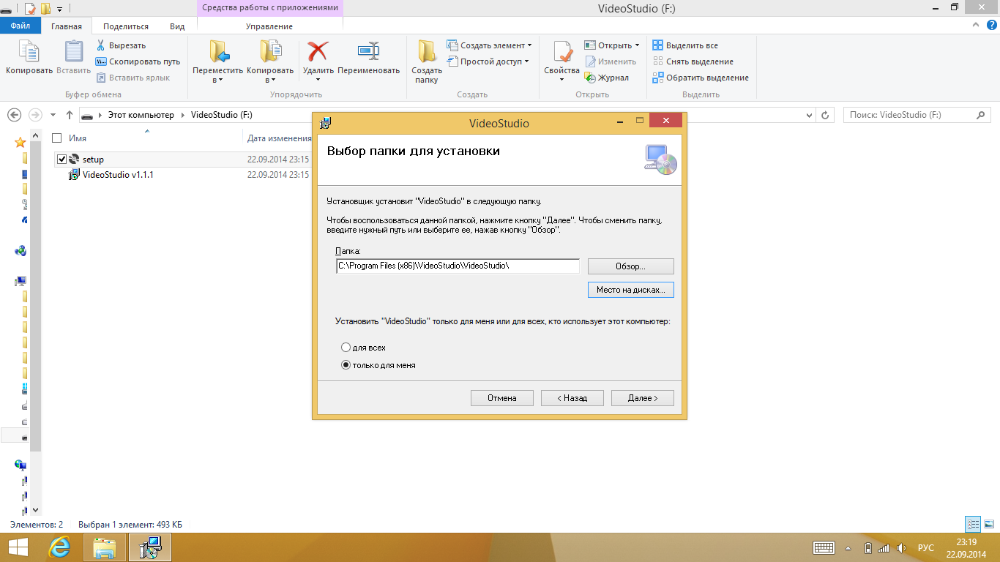 Средства работы с приложениями
VideoStudio (F:)
Файл
Главная
Поделиться
Вид
Управление
Копировать
Вставить
Вырезать
Скопировать путь
Вставить ярлык
Буфер обмена
Переместить в
Копировать в
Удалить
Переименовать
Упорядочить
Создать папку
Создать элемент
Простой доступ
Создать
Свойства
Открыть
Изменить
Журнал
Открыть
Выделить все
Снять выделение
Обратить выделение
Выделить
Этот компьютер
VideoStudio (F:)
Поиск: VideoStudio (F:)
Имя
Дата изменения
setup
22.09.2014 23:15
VideoStudio v1.1.1
22.09.2014 23:15
VideoStudio
Выбор папки для установки
Установщик установит "VideoStudio" в следующую папку.
Чтобы воспользоваться данной папкой, нажмите кнопку "Далее". Чтобы сменить папку,
введите нужный путь или выберите ее, нажав кнопку "Обзор".
Папка:
C:\Program Files (x86)\VideoStudio\VideoStudio\
Обзор...
Место на дисках...
Установить "VideoStudio" только для меня или для всех, кто использует этот компьютер:
для всех
только для меня
Отмена
< Назад
Далее >
Элементов: 2
Выбран 1 элемент: 493 КБ
РУС
23:19
22.09.2014